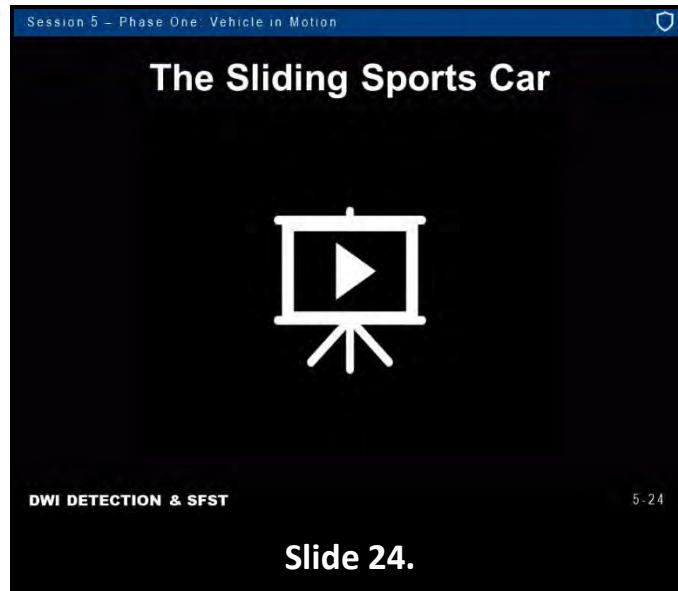 Session 5 – Phase One: Vehicle in Motion
The Sliding Sports Car
DWI DETECTION & SFST
5-24
Slide 24.